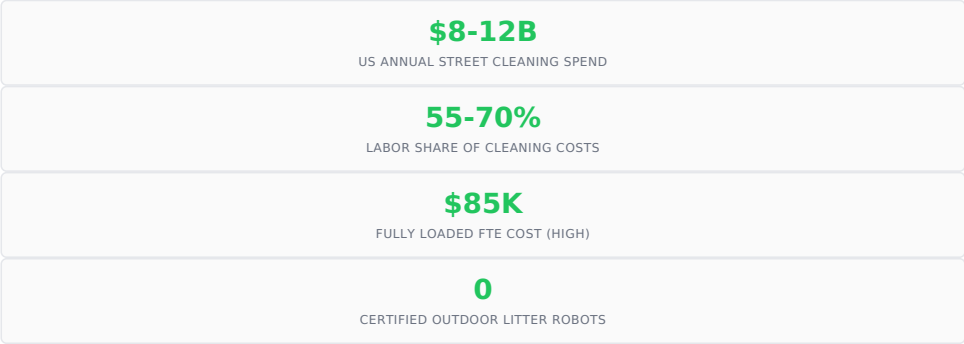 $8-12B
US ANNUAL STREET CLEANING SPEND
55-70%
LABOR SHARE OF CLEANING COSTS
$85K
FULLY LOADED FTE COST (HIGH)
0
CERTIFIED OUTDOOR LITTER ROBOTS